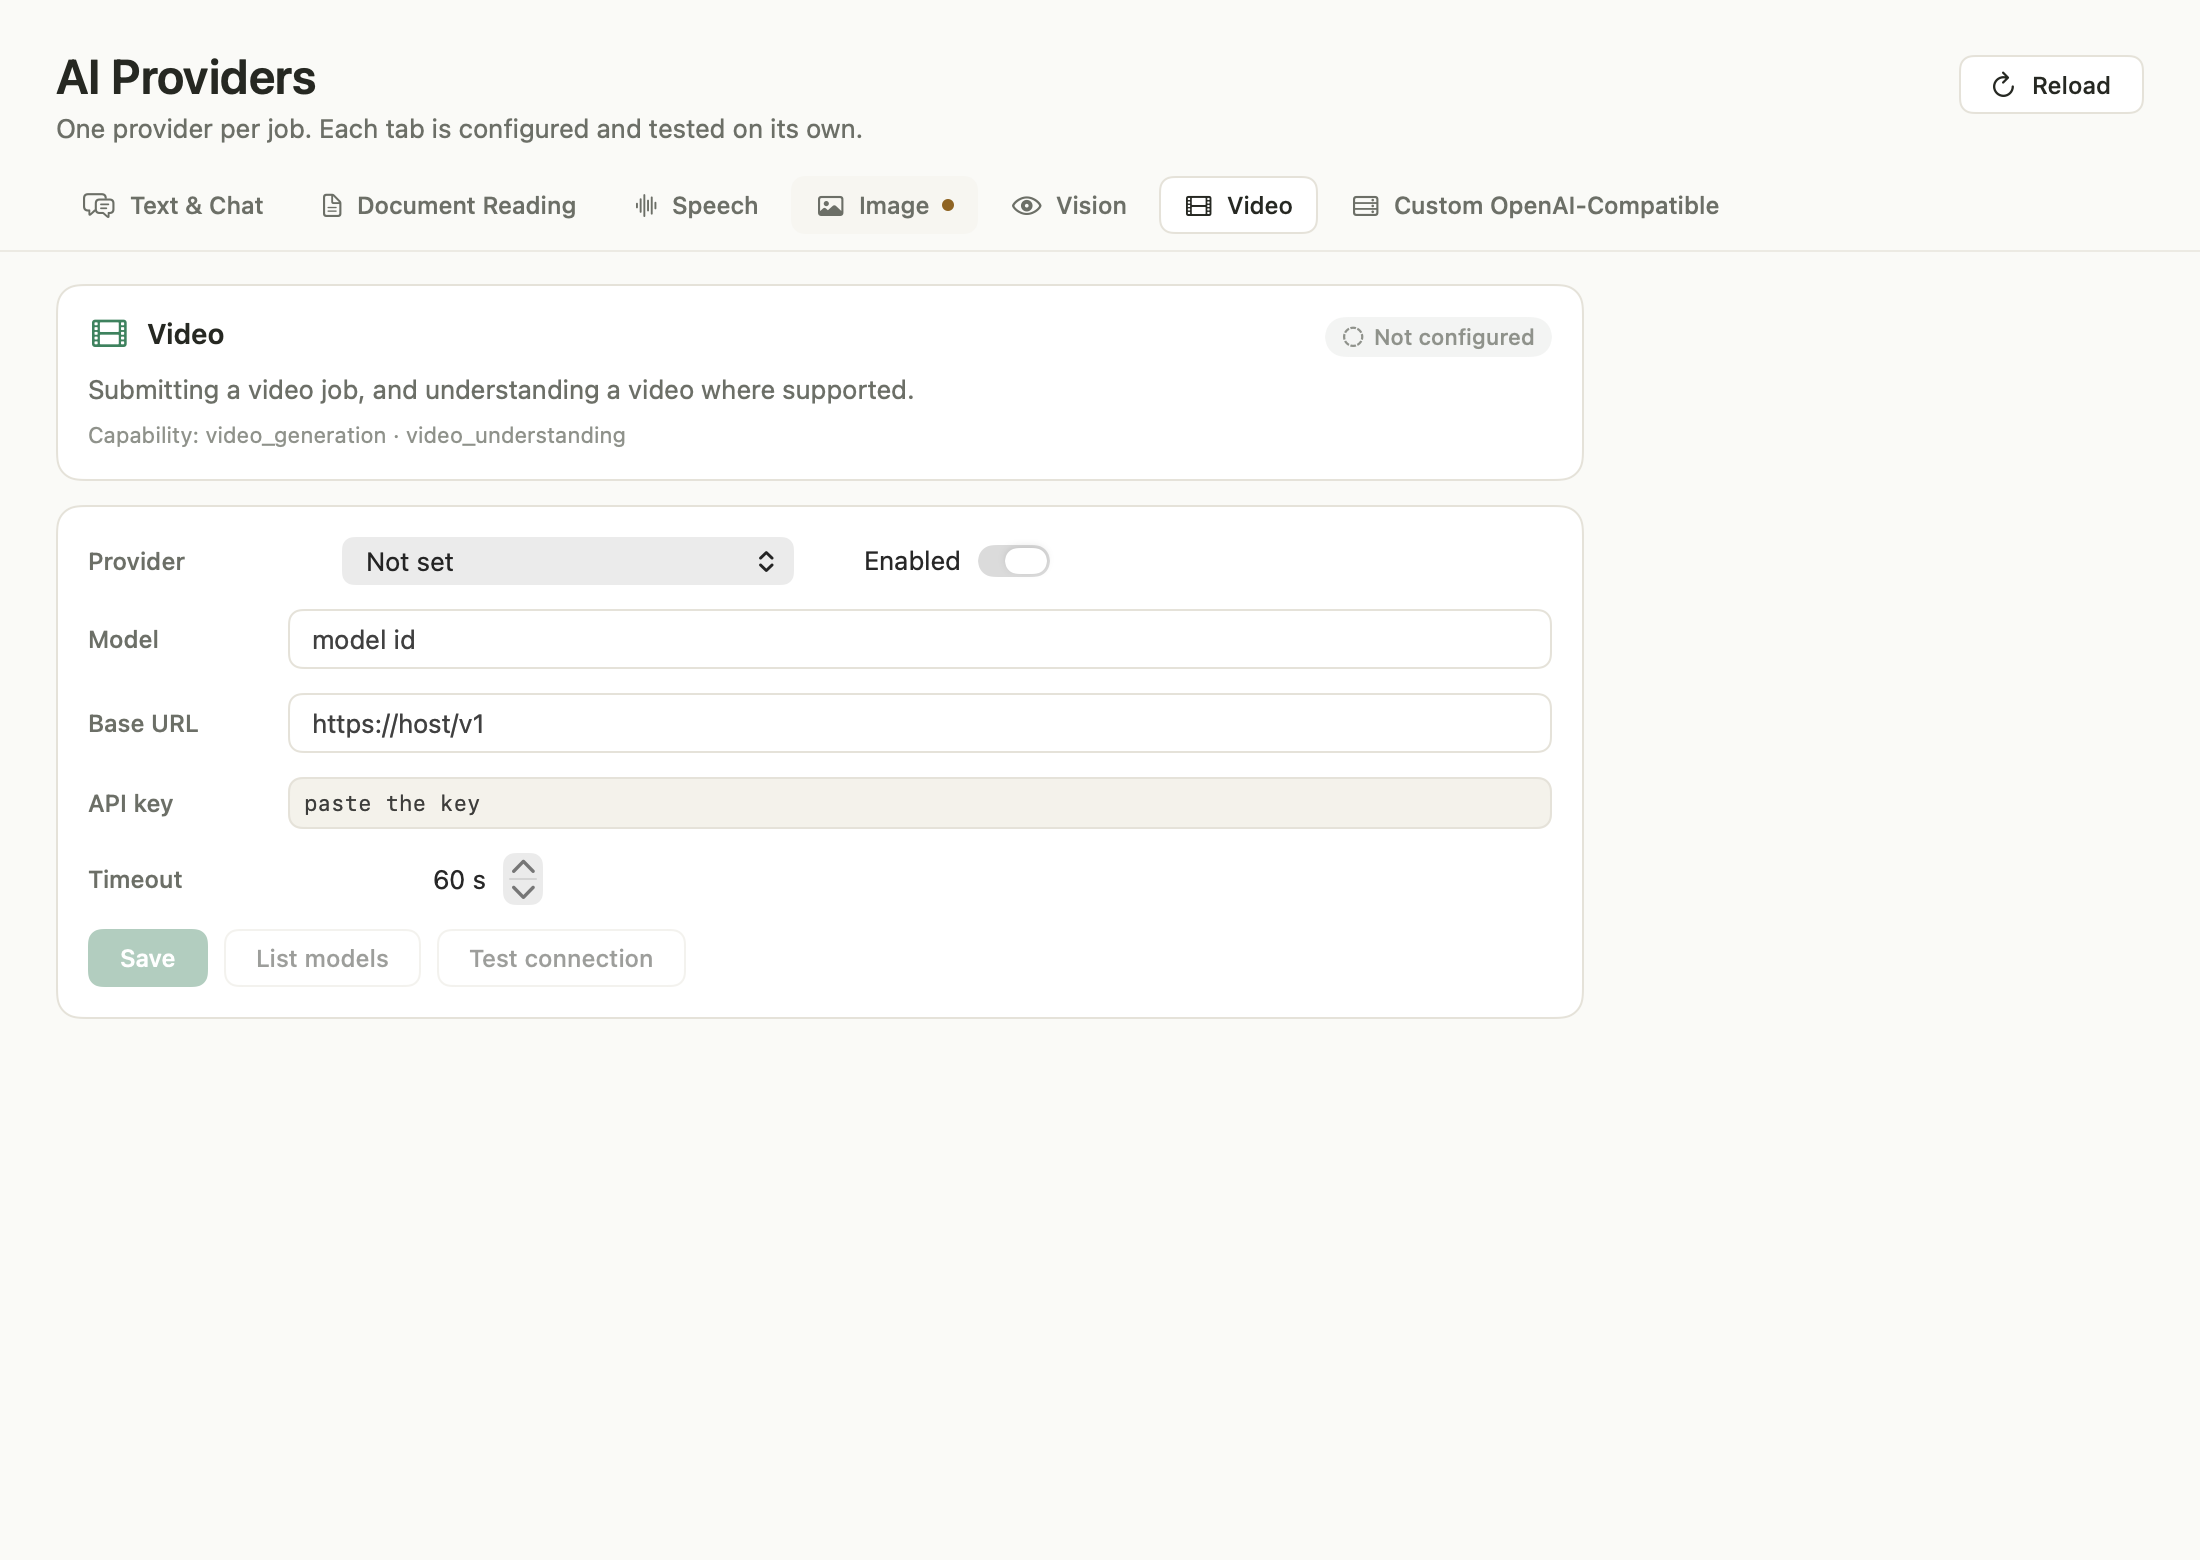 AI Providers
Reload
One provider per job. Each tab is configured and tested on its own.
Text & Chat
Document Reading
Speech
Image
Vision
Video
Custom OpenAI-Compatible
Video
Not configured
Submitting a video job, and understanding a video where supported.
Capability: video_generation · video_understanding
Provider
Not set
Enabled
Model
model id
Base URL
https://host/v1
API key
paste the key
Timeout
60 s
Save
List models
Test connection